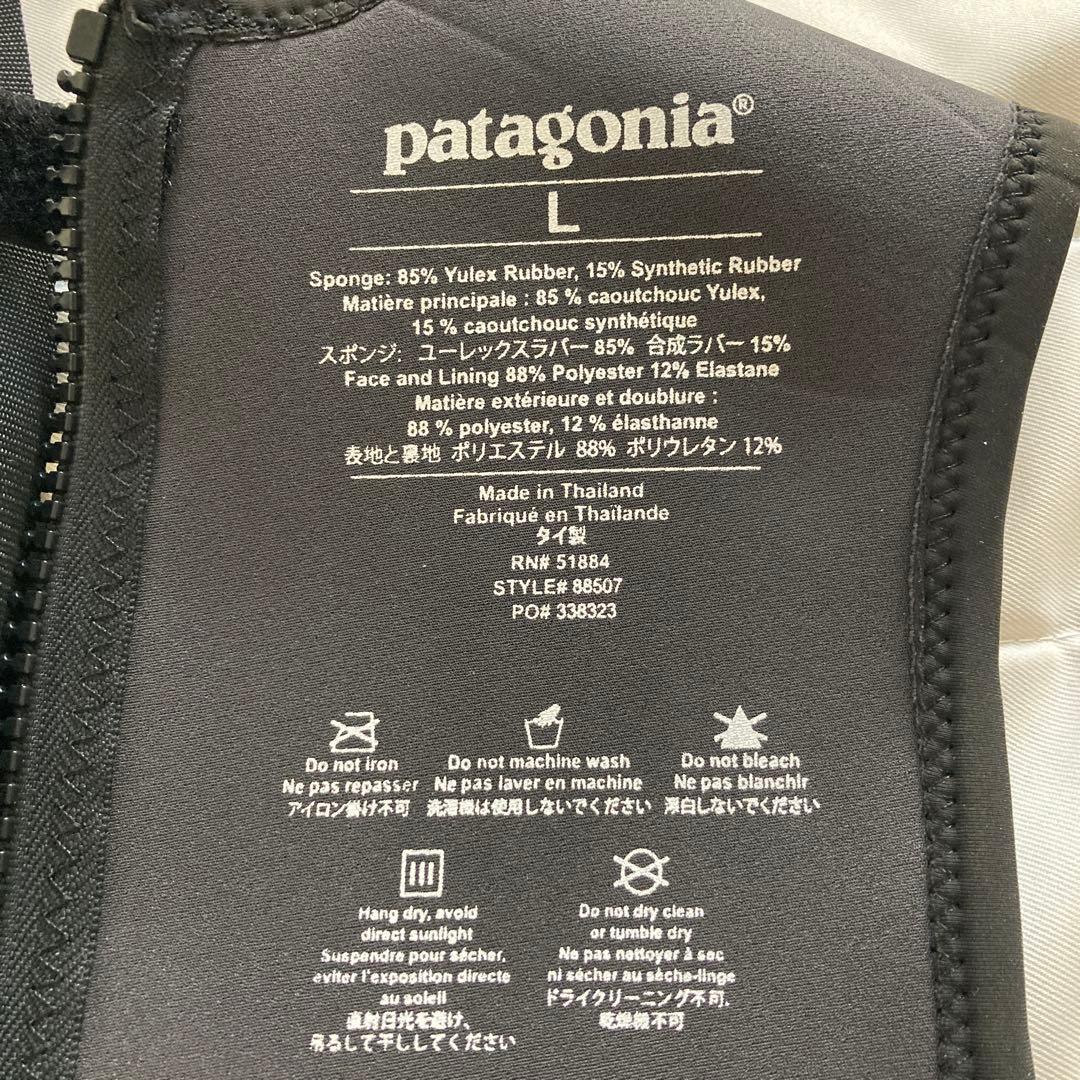 patagonia®
L
Sponge: 85% Yulex Rubber, 15% Synthetic Rubber
Matière principale : 85 % caoutchouc Yulex,
15 % caoutchouc synthétique
スポンジ: ユーレックスラバー 85% 合成ラバー 15%
Face and Lining 88% Polyester 12% Elastane
Matière extérieure et doublure :
88 % polyester, 12 % élasthanne
表地と裏地 ポリエステル 88% ポリウレタン 12%
Made in Thailand
Fabriqué en Thaïlande
タイ製
RN# 51884
STYLE# 88507
PO# 338323
Do not iron
Ne pas repasser
アイロン掛け不可
Do not machine wash
Ne pas laver en machine
洗濯機は使用しないでください
Do not bleach
Ne pas blanchir
漂白しないでください
Hang dry, avoid
direct sunlight
Suspendre pour sécher,
éviter l'exposition directe
au soleil
直射日光を避け、
吊るして干ししてください
Do not dry clean
or tumble dry
Ne pas nettoyer à sec
ni sécher au sèche-linge
ドライクリーニング不可、
乾燥機不可